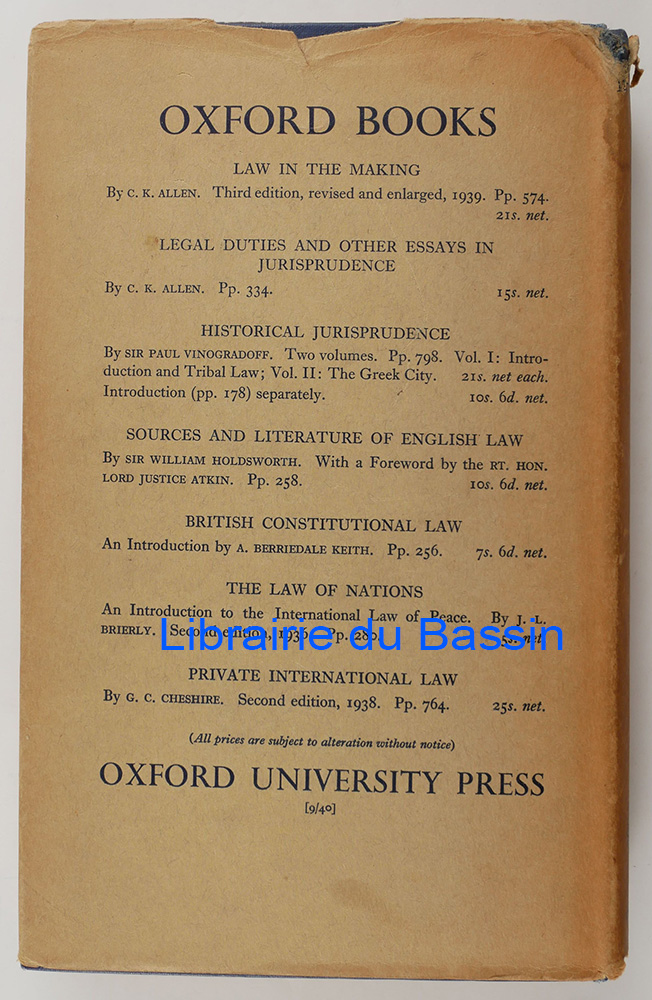 OXFORD BOOKS
LAW IN THE MAKING
By C. K. ALLEN. Third edition, revised and enlarged, 1939. Pp. 574.
21s. net.
LEGAL DUTIES AND OTHER ESSAYS IN
JURISPRUDENCE
By C. K. ALLEN. Pp. 334. 15s. net.
HISTORICAL JURISPRUDENCE
By SIR PAUL VINOGRADOFF. Two volumes. Pp. 798. Vol. I: Intro-
duction and Tribal Law; Vol. II: The Greek City. 21s. net each.
Introduction (pp. 178) separately. 10s. 6d. net.
SOURCES AND LITERATURE OF ENGLISH LAW
By SIR WILLIAM HOLDSWORTH. With a Foreword by the RT. HON.
LORD JUSTICE ATKIN. Pp. 258. 10s. 6d. net.
BRITISH CONSTITUTIONAL LAW
An Introduction by A. BERRIEDALE KEITH. Pp. 256. 7s. 6d. net.
THE LAW OF NATIONS
An Introduction to the International Law of Peace. By J. L.
BRIERLY. Second edition, 1936. Pp. 280. 5s. net.
Librairie du Bassin
PRIVATE INTERNATIONAL LAW
By G. C. CHESHIRE. Second edition, 1938. Pp. 764. 25s. net.
(All prices are subject to alteration without notice)
OXFORD UNIVERSITY PRESS
[9/40]